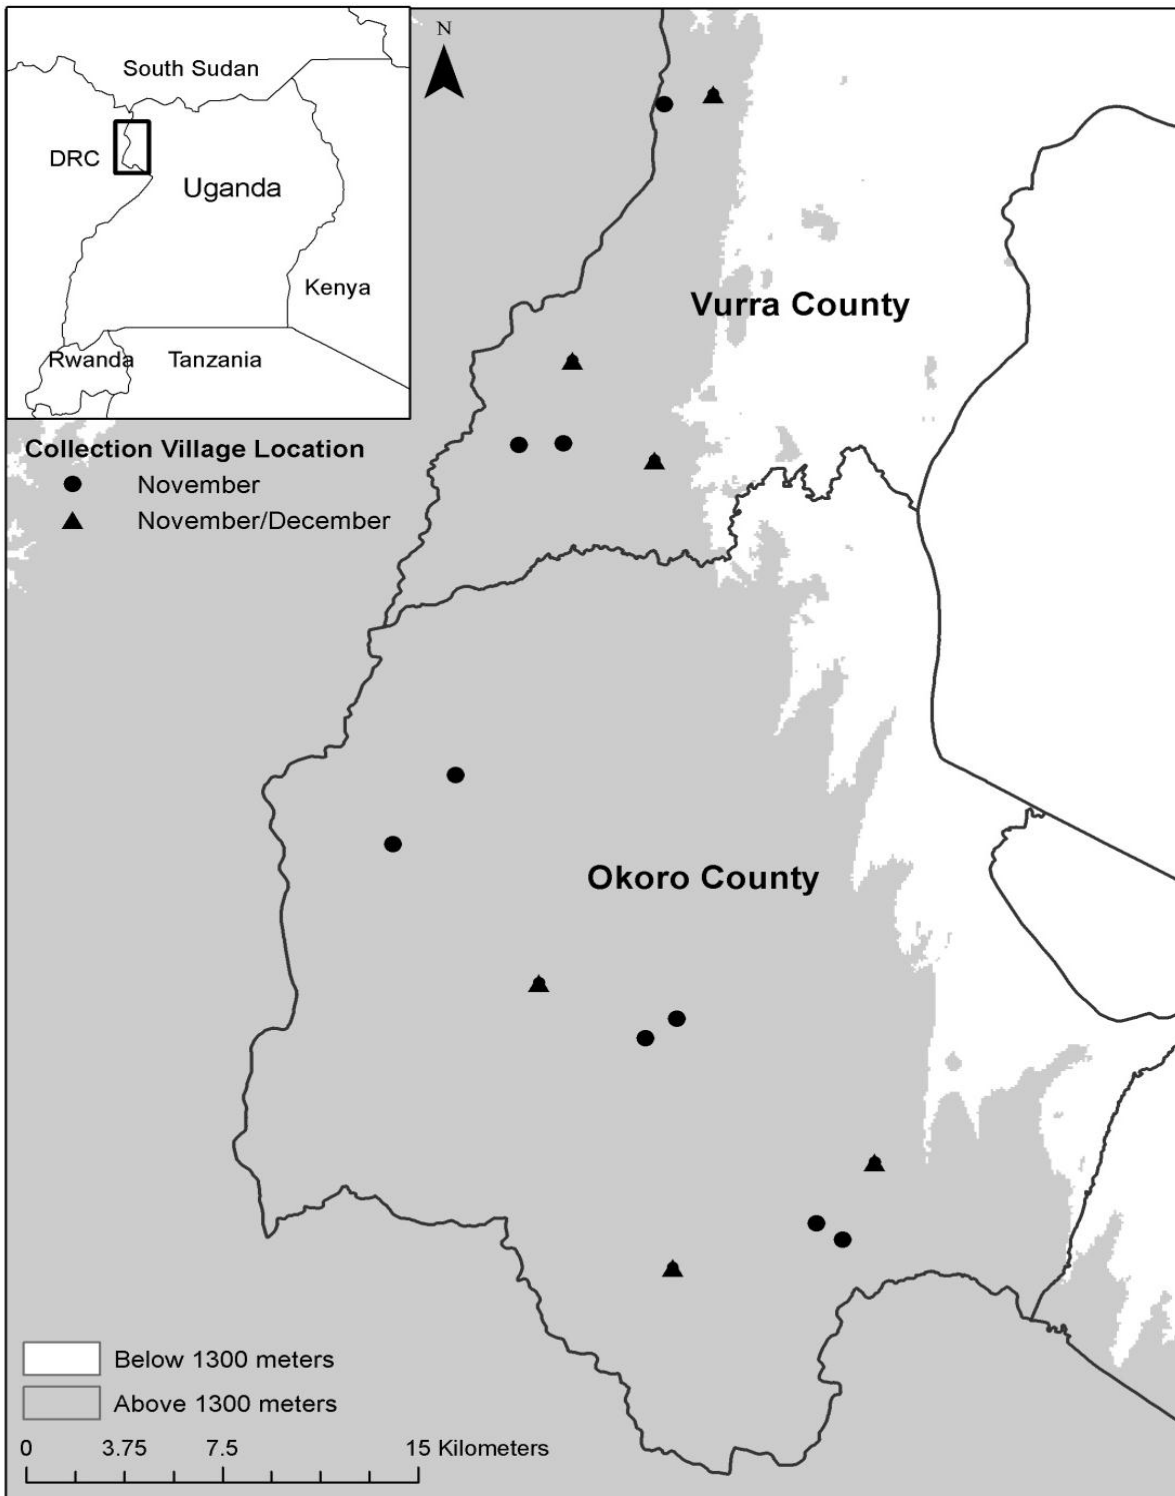 N
South Sudan
DRC
Uganda
Kenya
Rwanda
Tanzania
Vurra County
Collection Village Location
November
November/December
Okoro County
Below 1300 meters
Above 1300 meters
0 3.75 7.5 15 Kilometers